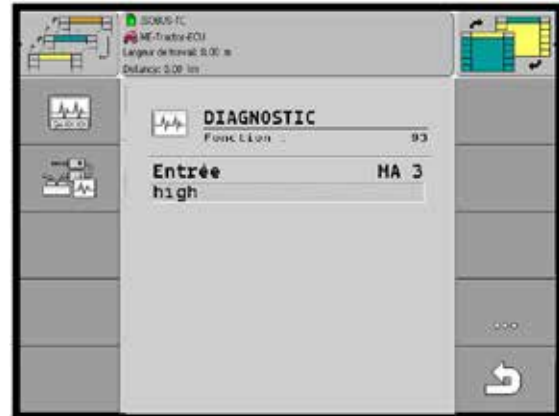 ISOBUS-TC
ME-Tractor-ECU
Largeur de travail: 0.00 m
Distance: 0.00 km
DIAGNOSTIC
Fonction : 93
Entrée MA 3
high
...